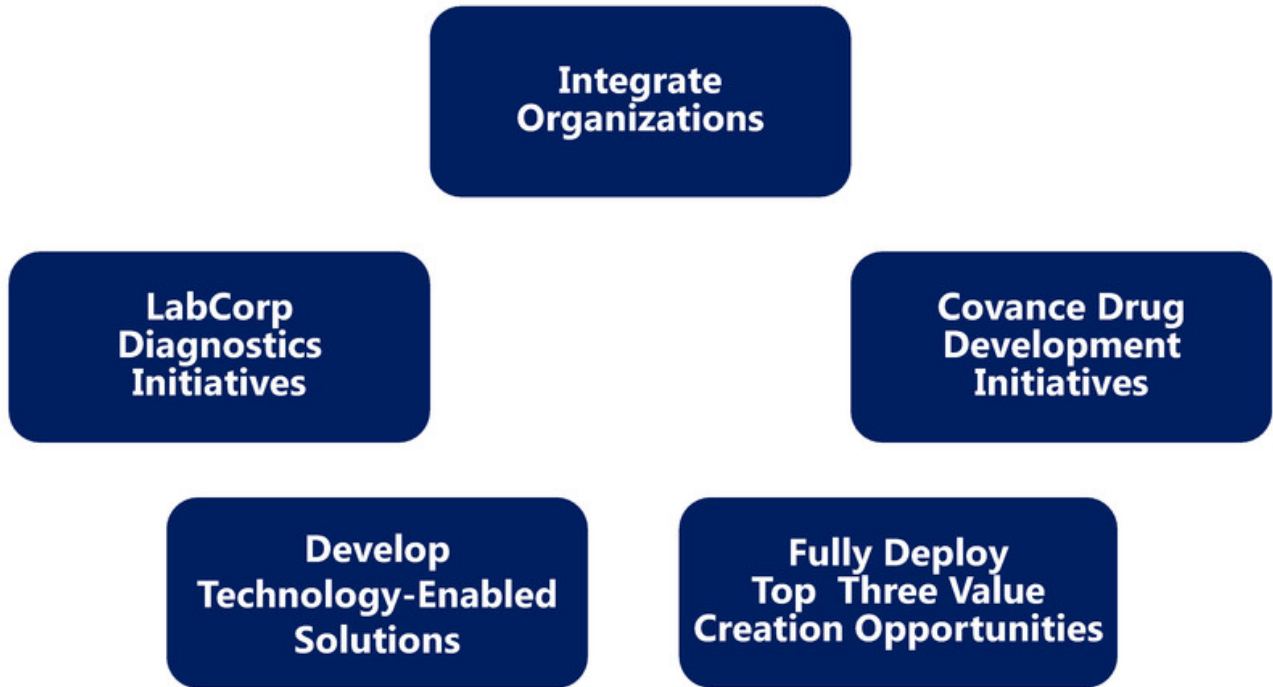 Integrate
Organizations
LabCorp
Diagnostics
Initiatives
Covance Drug
Development
Initiatives
Develop
Technology-Enabled
Solutions
Fully Deploy
Top  Three Value
Creation Opportunities